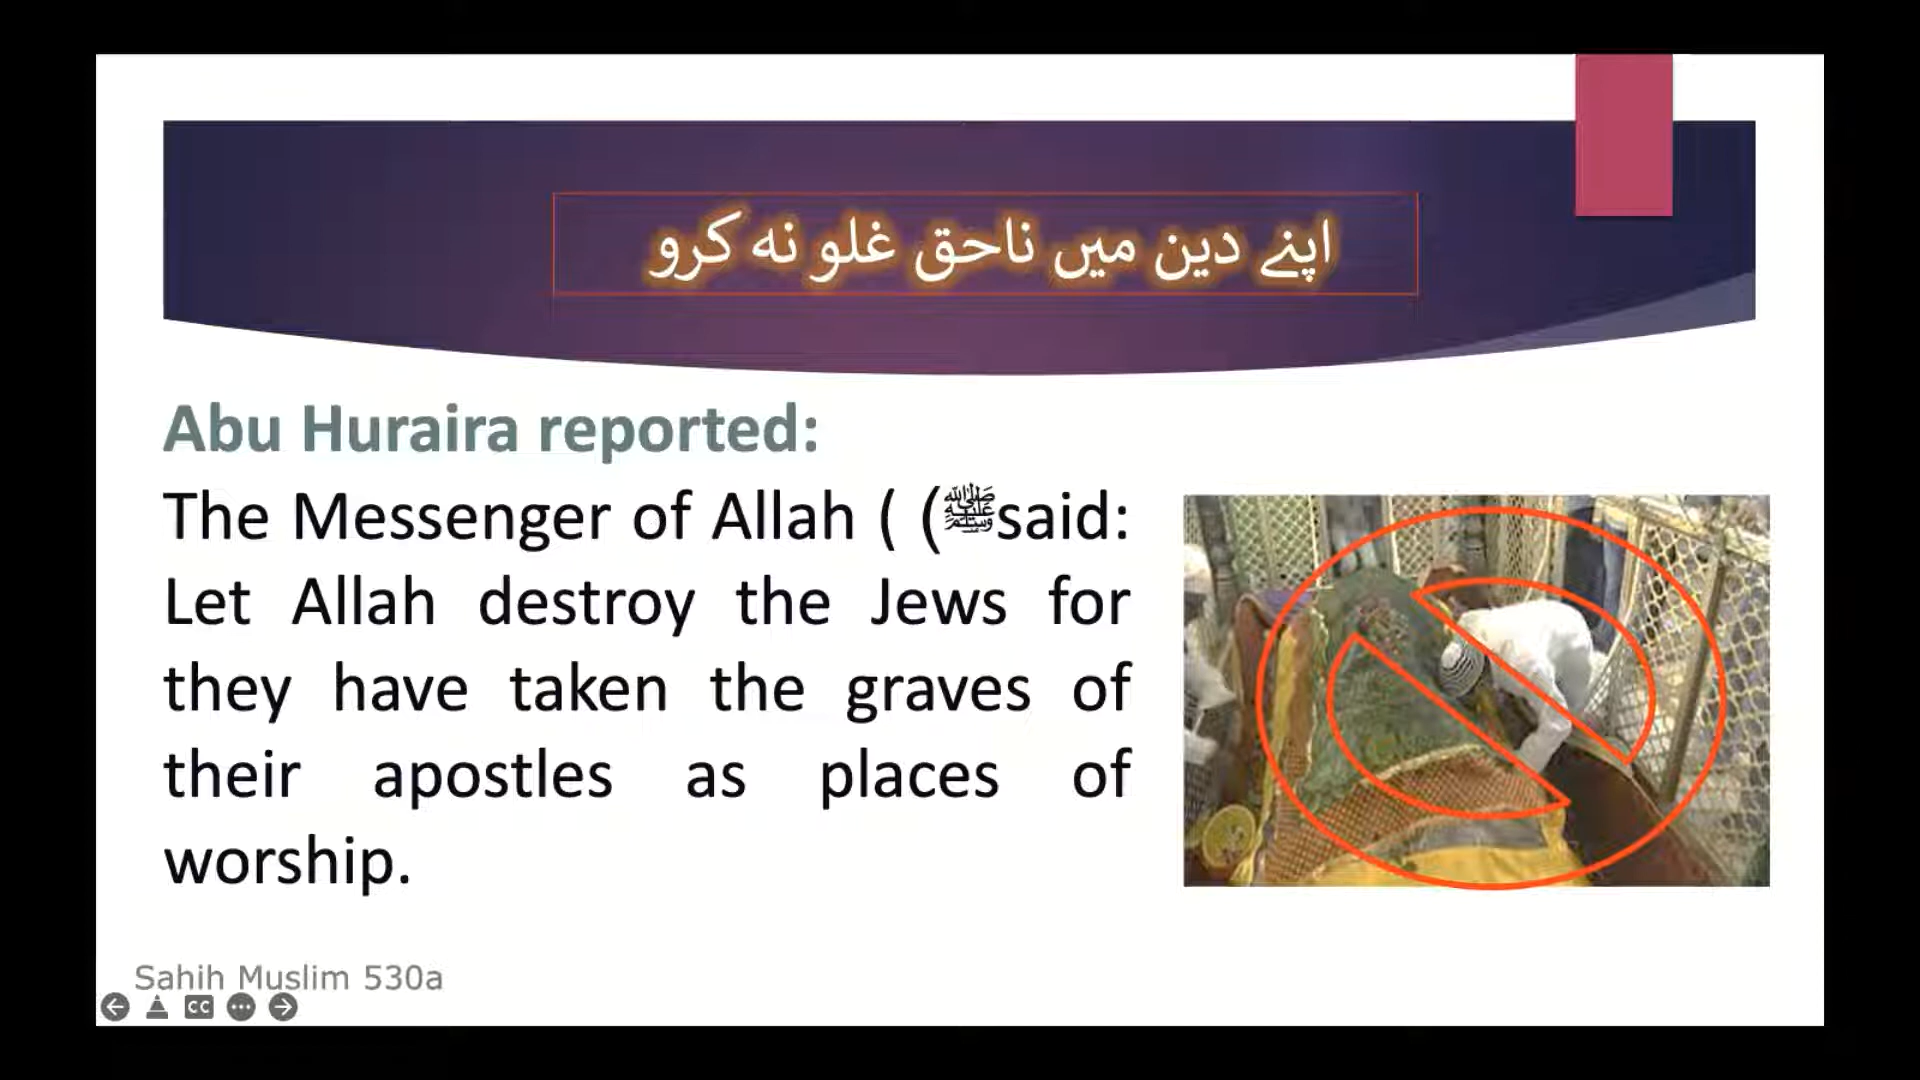 اپنے دین میں ناحق غلو نہ کرو
Abu Huraira reported:
The Messenger of Allah ( (ﷺsaid:
Let Allah destroy the Jews for
they have taken the graves of
their apostles as places of
worship.
Sahih Muslim 530a
CC